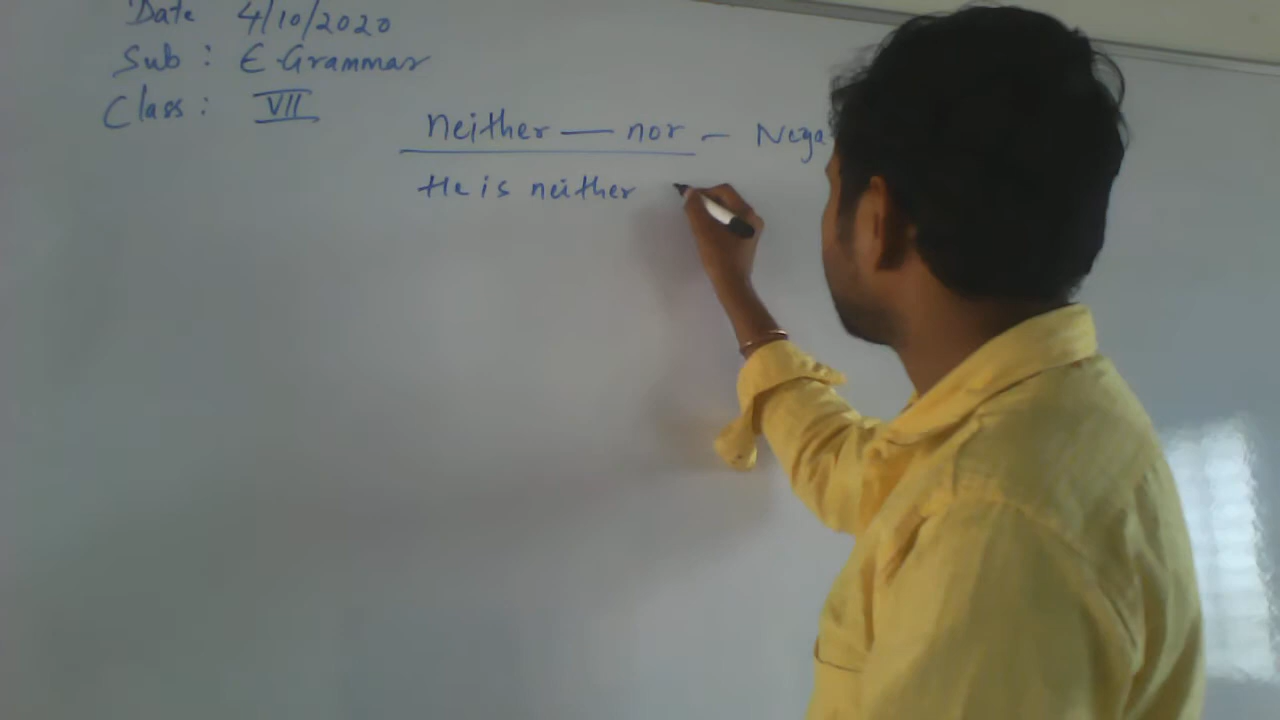 Date 4/10/2020
Sub : E Grammar
Class : VII
Neither — nor – Nega
He is neither